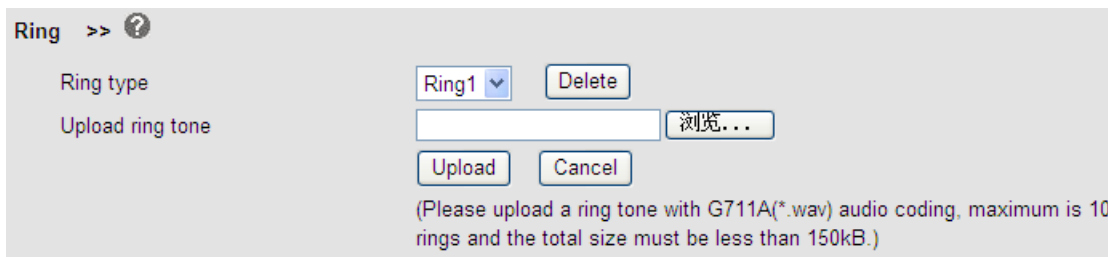 Ring >>
Ring type Ring1 Delete
Upload ring tone 浏览...
Upload Cancel
(Please upload a ring tone with G711A(*.wav) audio coding, maximum is 10
rings and the total size must be less than 150kB.)